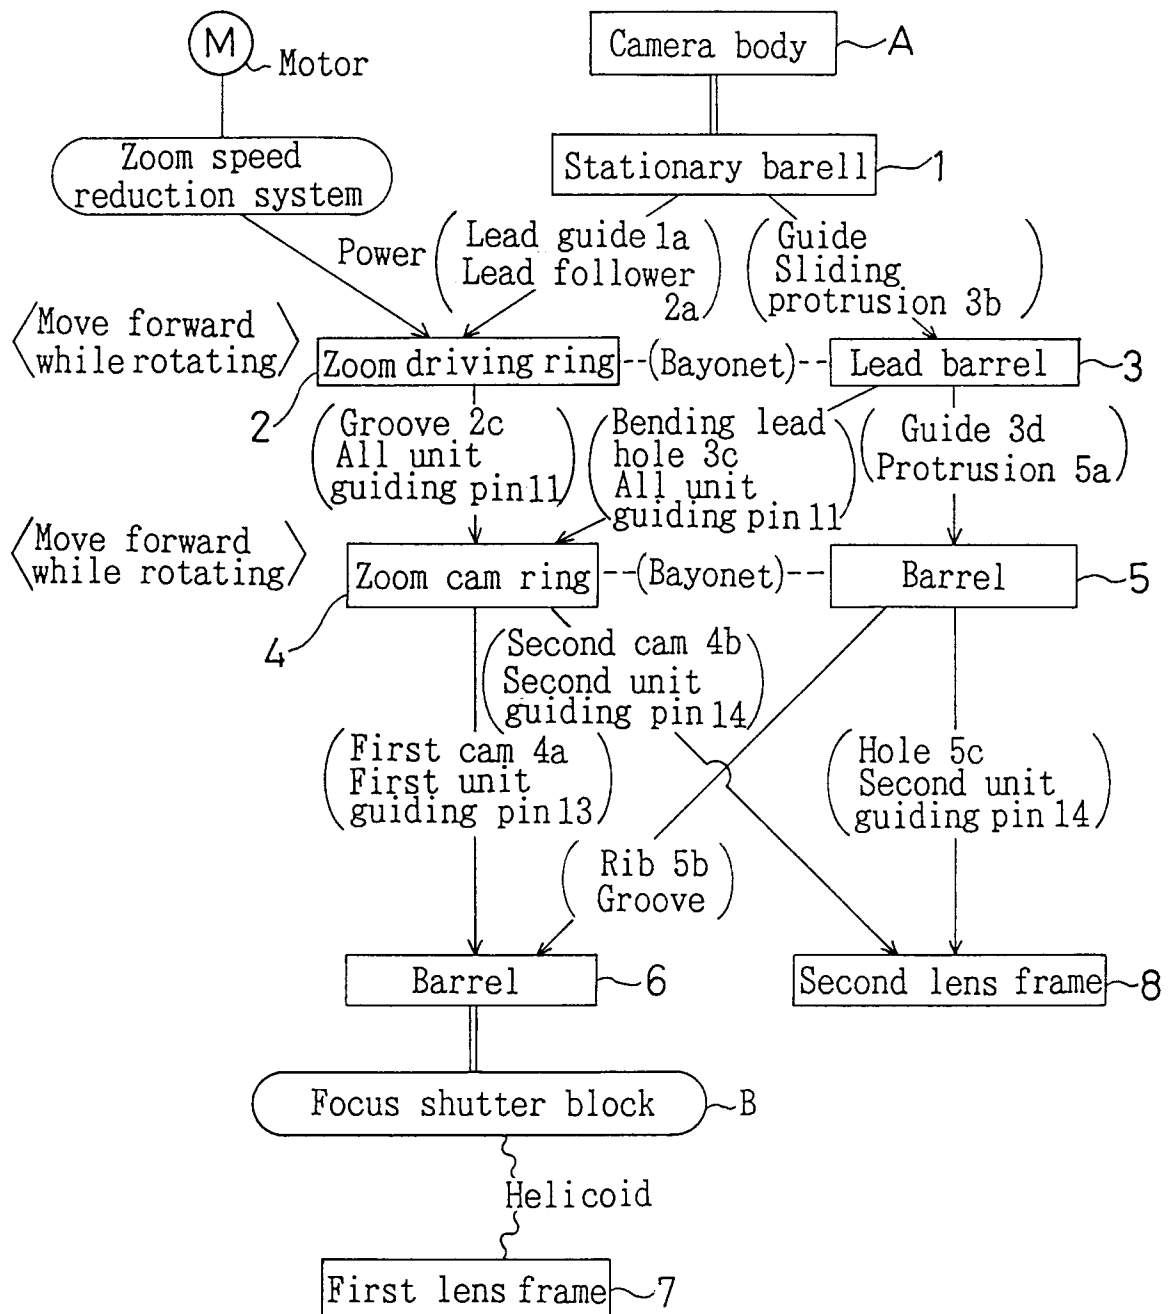 M
Motor
Camera body
A
Zoom speed
reduction system
Stationary barell
1
Power
Lead guide 1a
Lead follower
2a
Guide
Sliding
protrusion 3b
Move forward
while rotating
Zoom driving ring
(Bayonet)
Lead barrel
3
2
Groove 2c
All unit
guiding pin 11
Bending lead
hole 3c
All unit
guiding pin 11
Guide 3d
Protrusion 5a
Move forward
while rotating
Zoom cam ring
(Bayonet)
Barrel
5
4
Second cam 4b
Second unit
guiding pin 14
First cam 4a
First unit
guiding pin 13
Hole 5c
Second unit
guiding pin 14
Rib 5b
Groove
Barrel
6
Second lens frame
8
Focus shutter block
B
Helicoid
First lens frame
7